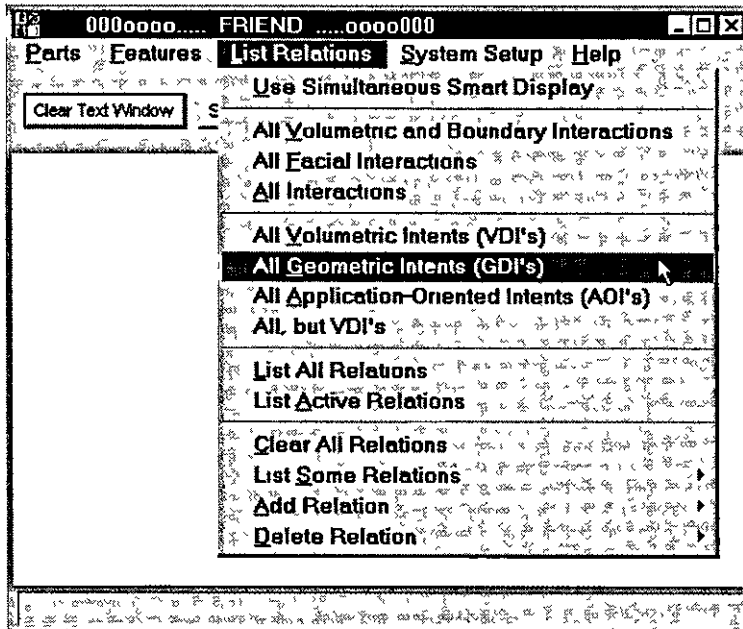 000oooo..... FRIEND .....oooo000
Parts Features List Relations System Setup Help
Use Simultaneous Smart Display
Clear Text Window S
All Volumetric and Boundary Interactions
All Facial Interactions
All Interactions
All Volumetric Intents (VDI's)
All Geometric Intents (GDI's)
All Application-Oriented Intents (AOI's)
All, but VDI's
List All Relations
List Active Relations
Clear All Relations
List Some Relations
Add Relation
Delete Relation